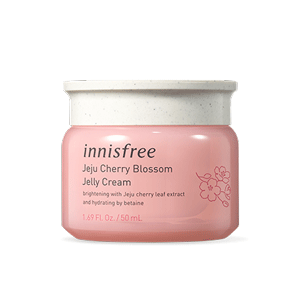 innisfree
Jeju Cherry Blossom
Jelly Cream
brightening with Jeju cherry leaf extract
and hydrating by betaine
1.69 Fl. Oz. / 50 mL